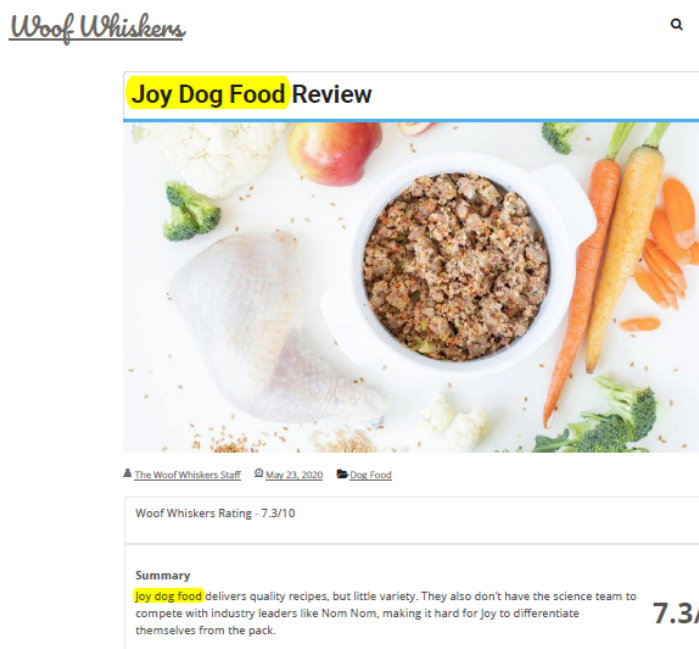 Woof Whiskers
Joy Dog Food Review
The Woof Whiskers Staff May 23, 2020 Dog Food
Woof Whiskers Rating - 7.3/10
Summary
Joy dog food delivers quality recipes, but little variety. They also don't have the science team to
compete with industry leaders like Nom Nom, making it hard for Joy to differentiate
themselves from the pack.
7.3/